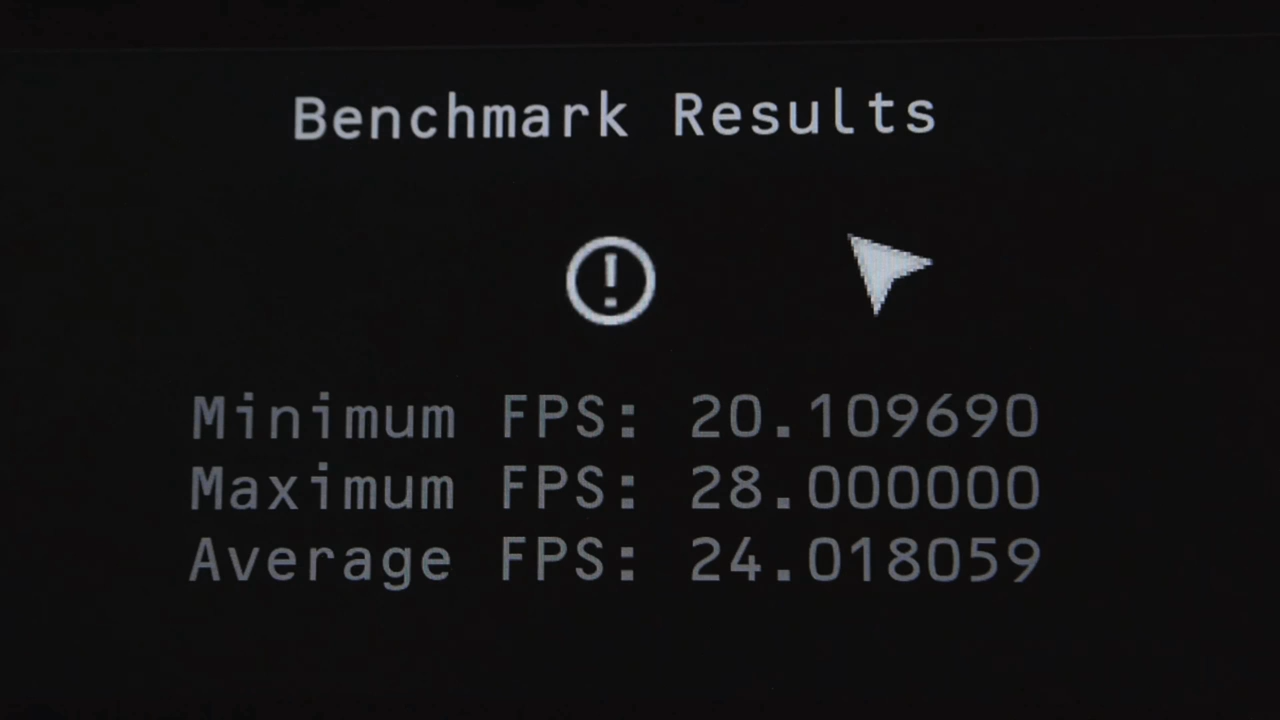 Benchmark Results
Minimum FPS: 20.109690
Maximum FPS: 28.000000
Average FPS: 24.018059